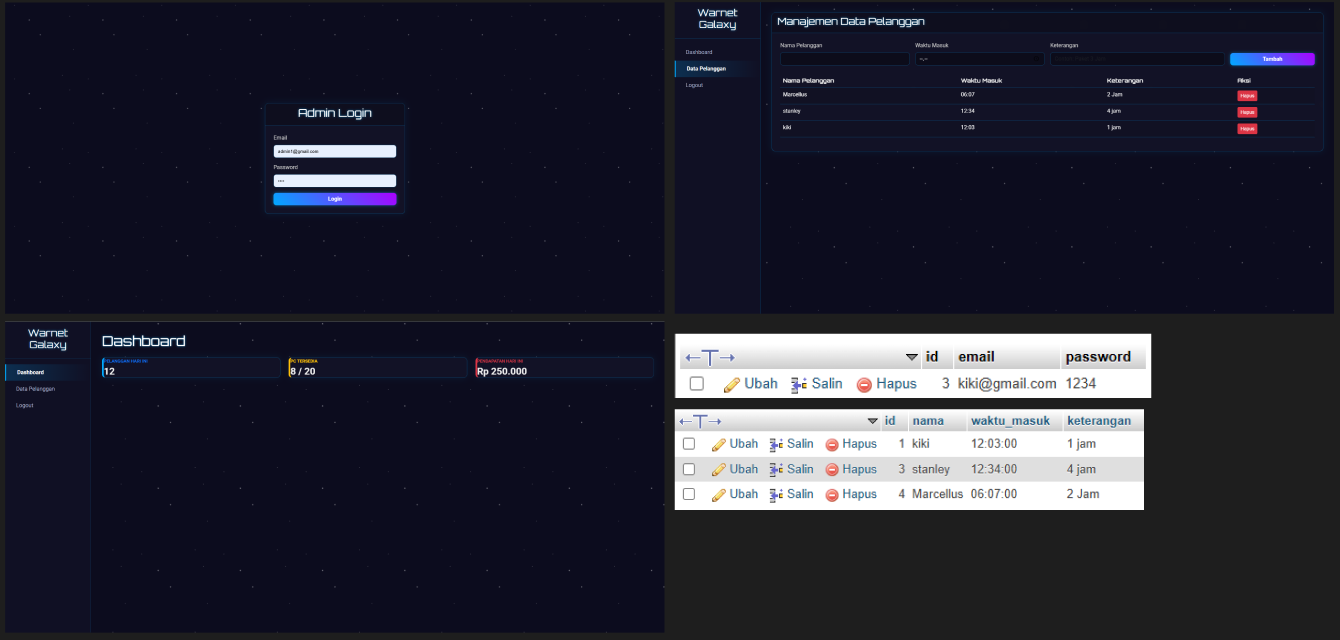 Admin Login
Email
admin1@gmail.com
Password
••••
Login
Warnet
Galaxy
Dashboard
Data Pelanggan
Logout
Manajemen Data Pelanggan
Nama Pelanggan Waktu Masuk Keterangan
--:-- Tambah
Nama Pelanggan Waktu Masuk Keterangan Aksi
Marcellus 06:07 2 Jam Hapus
stanley 12:34 4 jam Hapus
kiki 12:03 1 jam Hapus
Warnet
Galaxy
Dashboard
Data Pelanggan
Logout
Dashboard
PELANGGAN HARI INI PC TERSEDIA PENDAPATAN HARI INI
12 8 / 20 Rp 250.000
←T→ id email password
Ubah Salin Hapus 3 kiki@gmail.com 1234
←T→ id nama waktu_masuk keterangan
Ubah Salin Hapus 1 kiki 12:03:00 1 jam
Ubah Salin Hapus 3 stanley 12:34:00 4 jam
Ubah Salin Hapus 4 Marcellus 06:07:00 2 Jam